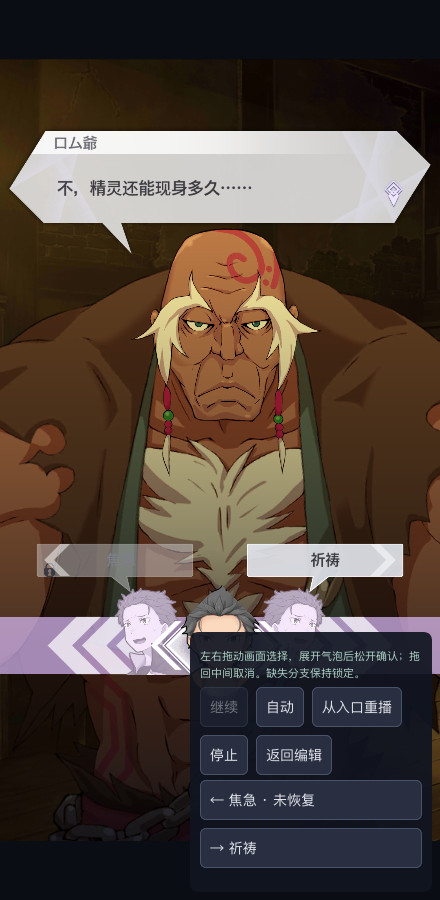 ロム爺
不，精灵还能现身多久……
祈祷
左右拖动画面选择，展开气泡后松开确认；拖
回中间取消。缺失分支保持锁定。
继续 自动 从入口重播
停止 返回编辑
← 焦急 · 未恢复
→ 祈祷